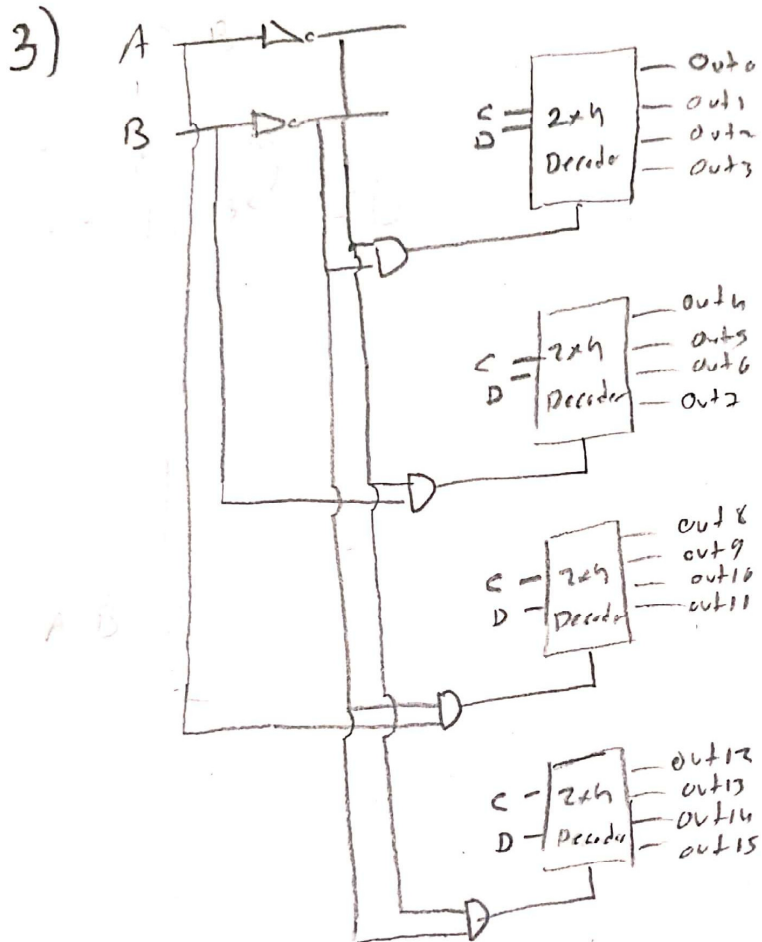 3)
A
B
C
D
2x4
Decoder
Out0
Out1
Out2
Out3
C
D
2x4
Decoder
Out4
Out5
Out6
Out7
C
D
2x4
Decoder
out8
out9
out10
out11
C
D
2x4
Decoder
out12
out13
out14
out15